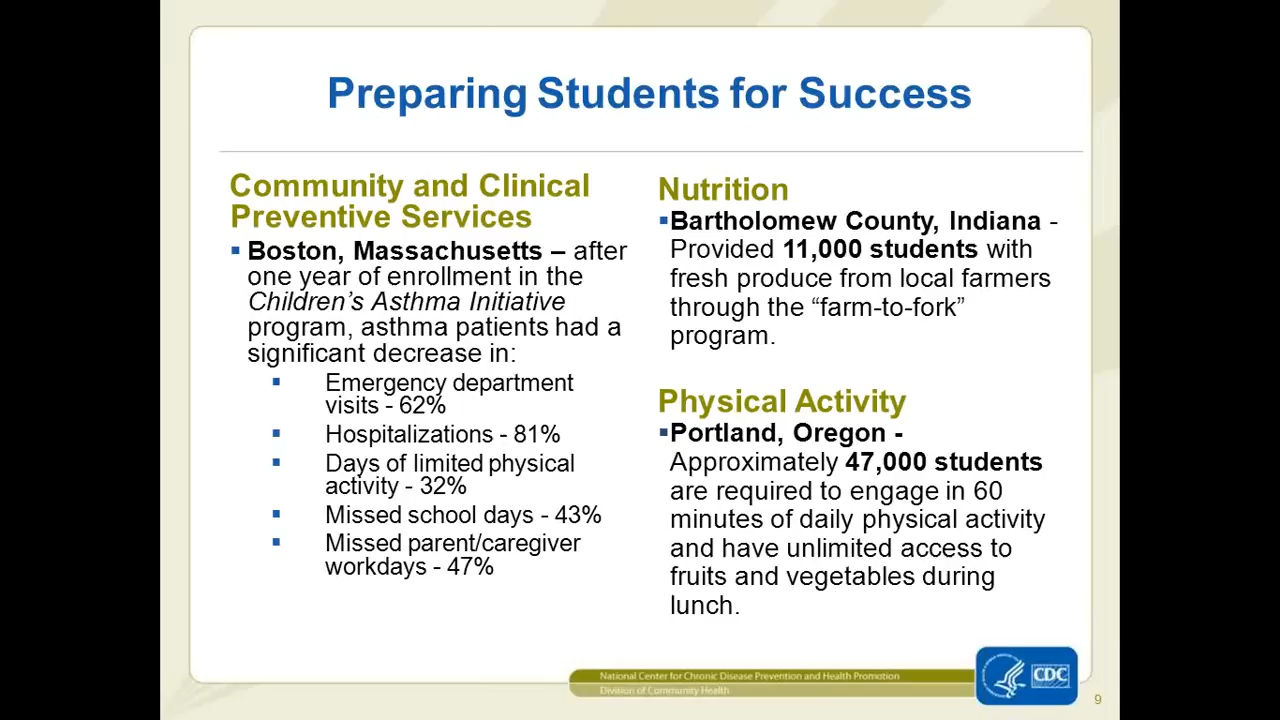 Preparing Students for Success
Community and Clinical
Preventive Services
▪ Boston, Massachusetts – after
one year of enrollment in the
Children’s Asthma Initiative
program, asthma patients had a
significant decrease in:
▪ Emergency department
visits - 62%
▪ Hospitalizations - 81%
▪ Days of limited physical
activity - 32%
▪ Missed school days - 43%
▪ Missed parent/caregiver
workdays - 47%
Nutrition
▪Bartholomew County, Indiana -
Provided 11,000 students with
fresh produce from local farmers
through the “farm-to-fork”
program.
Physical Activity
▪Portland, Oregon -
Approximately 47,000 students
are required to engage in 60
minutes of daily physical activity
and have unlimited access to
fruits and vegetables during
lunch.
National Center for Chronic Disease Prevention and Health Promotion
Division of Community Health
CDC
9